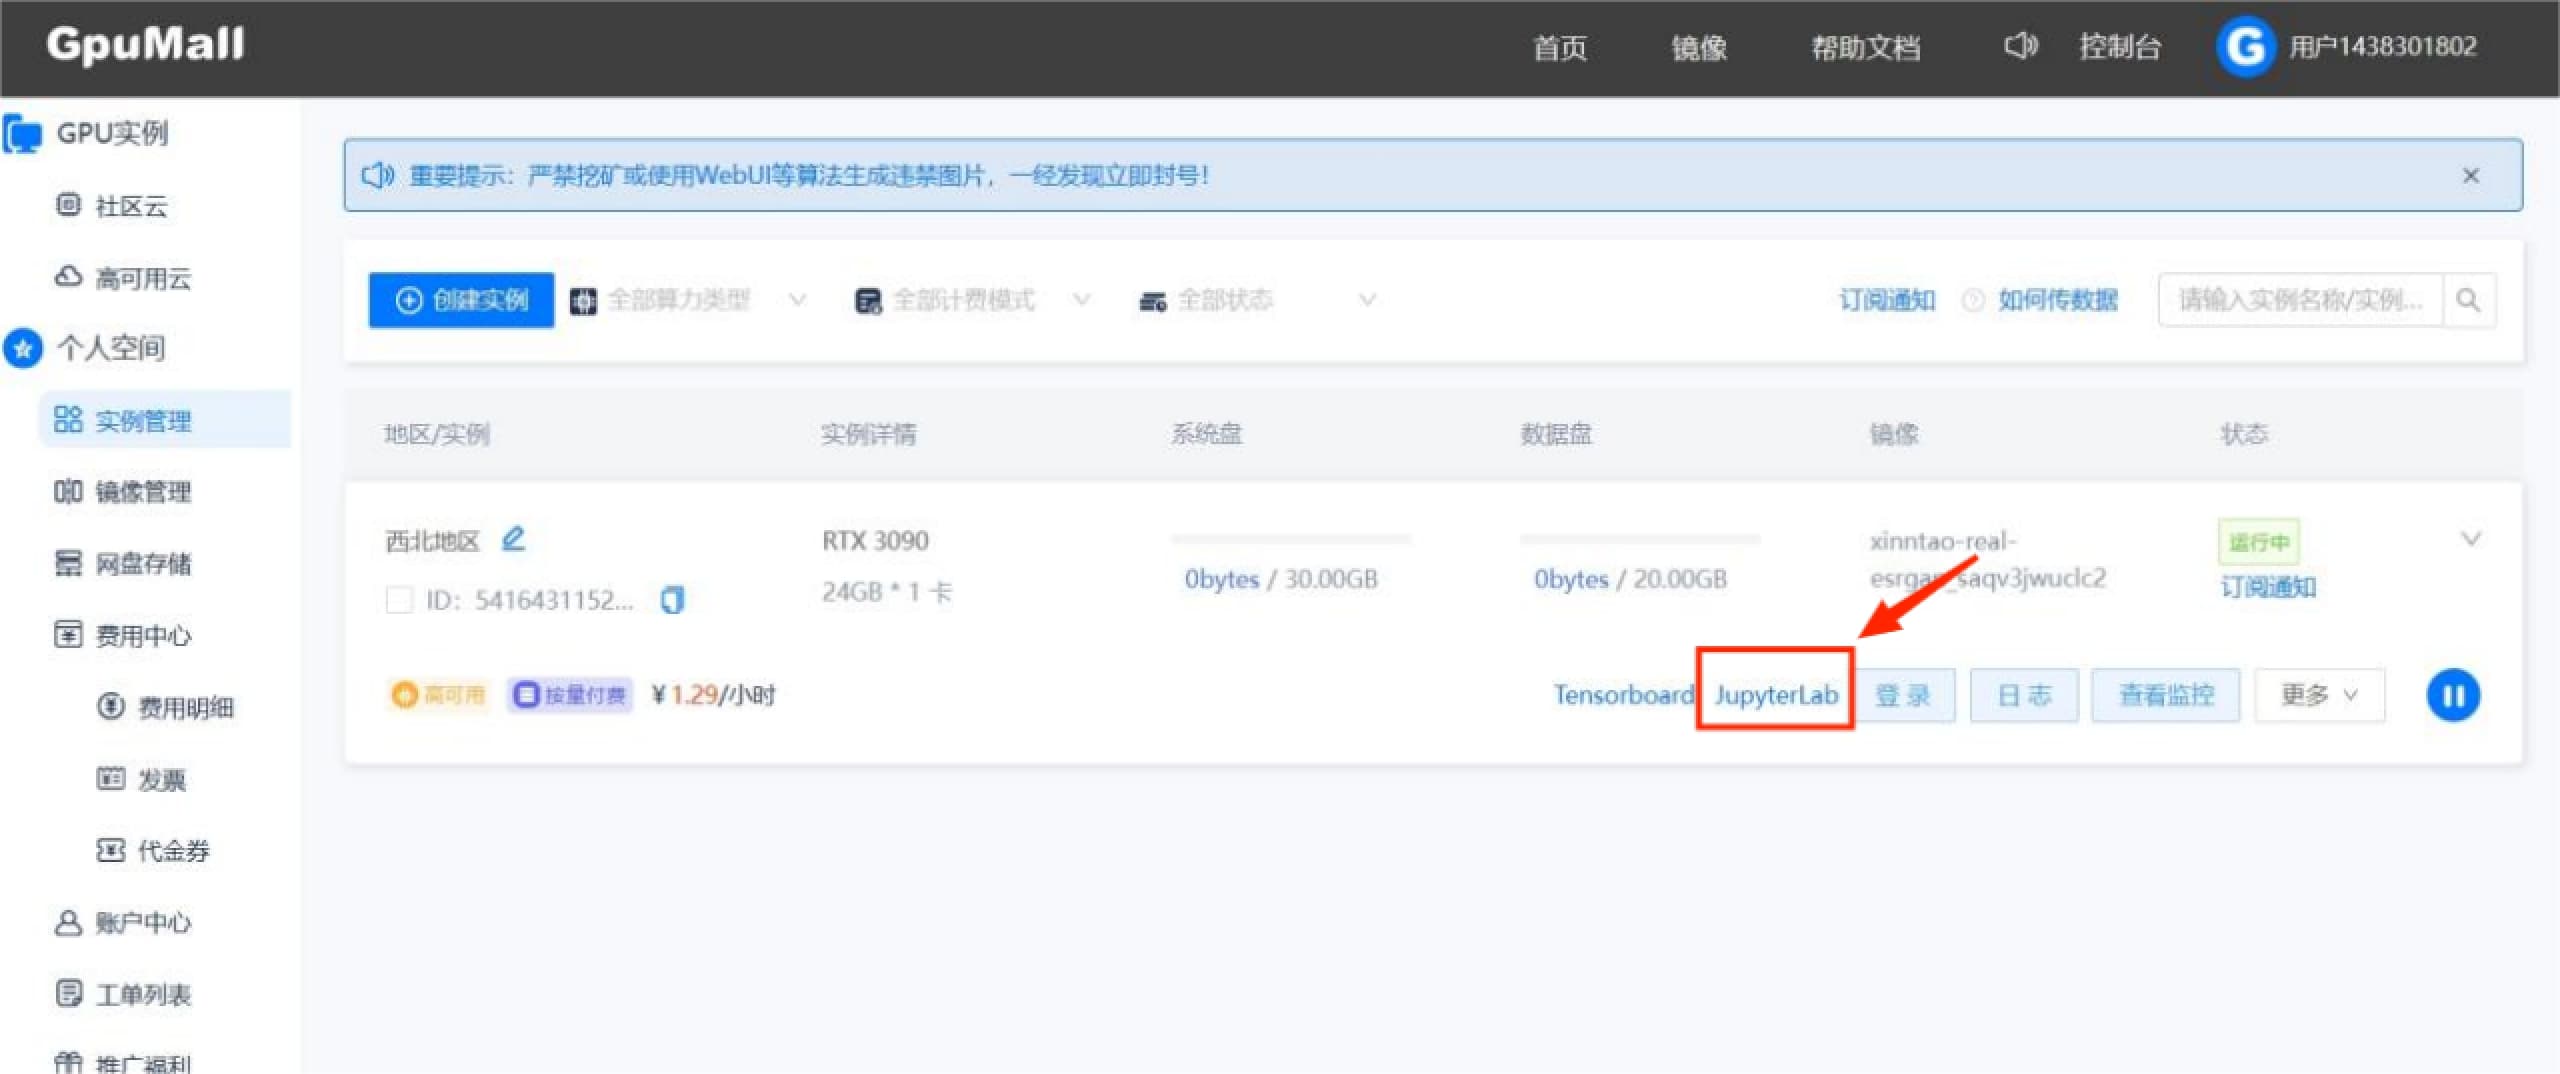 GpuMall
首页 镜像 帮助文档 控制台 用户1438301802
GPU实例
社区云
高可用云
个人空间
实例管理
镜像管理
网盘存储
费用中心
费用明细
发票
代金券
账户中心
工单列表
推广福利
重要提示：严禁挖矿或使用WebUI等算法生成违禁图片，一经发现立即封号！
创建实例 全部算力类型 全部计费模式 全部状态 订阅通知 如何传数据 请输入实例名称/实例...
地区/实例 实例详情 系统盘 数据盘 镜像 状态
西北地区 RTX 3090 xinntao-real- 运行中
ID：5416431152... 24GB * 1 卡 0bytes / 30.00GB 0bytes / 20.00GB esrgan_saqv3jwuclc2 订阅通知
高可用 按量付费 ¥ 1.29/小时 Tensorboard JupyterLab 登 录 日 志 查看监控 更多